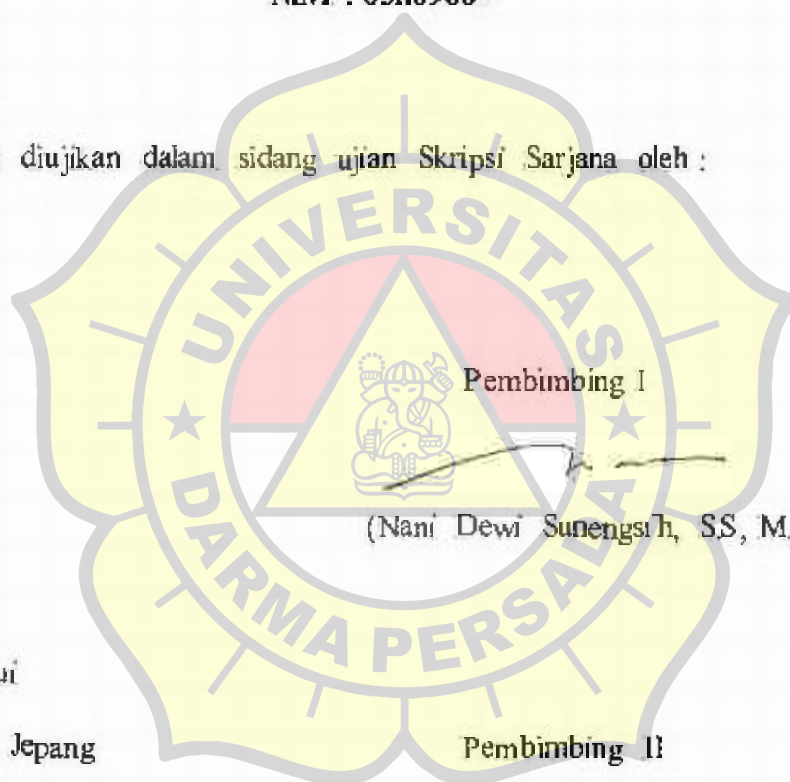 diujikan dalam sidang ujian Skripsi Sarjana oleh :
UNIVERSITAS
Pembimbing I
(Nani Dewi Sunengsih, SS, M.
DARMA PERSADA
Jepang Pembimbing II